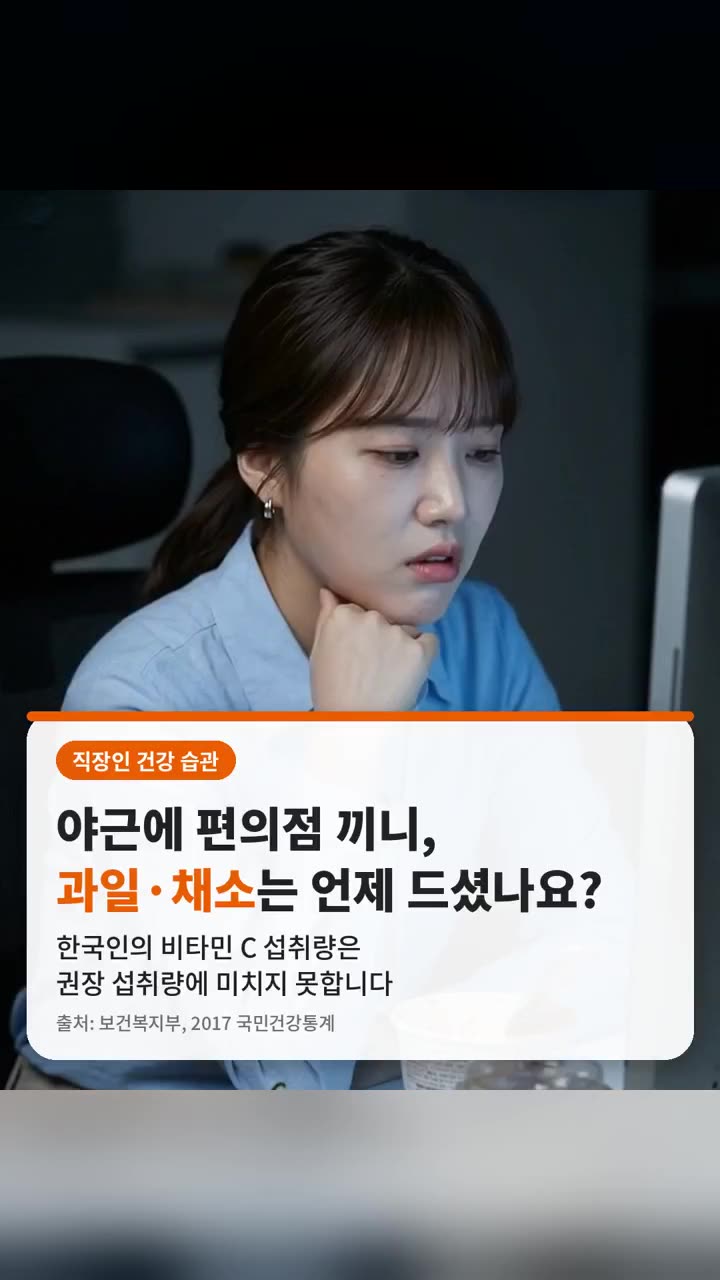 직장인 건강 습관
야근에 편의점 끼니,
과일·채소는 언제 드셨나요?
한국인의 비타민 C 섭취량은
권장 섭취량에 미치지 못합니다
출처: 보건복지부, 2017 국민건강통계